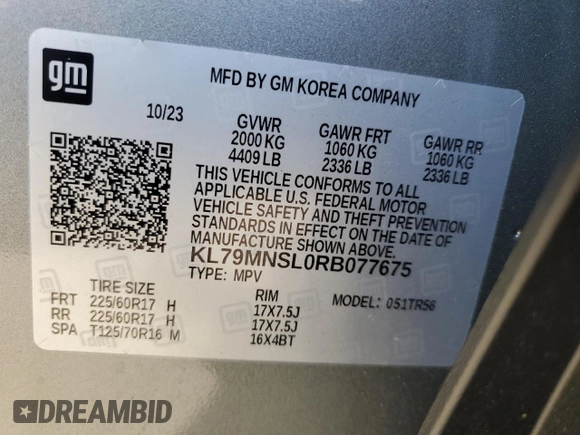 gm
MFD BY GM KOREA COMPANY
10/23
GVWR GAWR FRT GAWR RR
2000 KG 1060 KG 1060 KG
4409 LB 2336 LB 2336 LB
THIS VEHICLE CONFORMS TO ALL
APPLICABLE U.S. FEDERAL MOTOR
VEHICLE SAFETY AND THEFT PREVENTION
STANDARDS IN EFFECT ON DATE OF
MANUFACTURE SHOWN ABOVE.
KL79MNSL0RB077675
TYPE: MPV
TIRE SIZE RIM MODEL: 051TR56
FRT 225/60R17 H 17X7.5J
RR 225/60R17 H 17X7.5J
SPA T125/70R16 M 16X4BT
DREAMBID